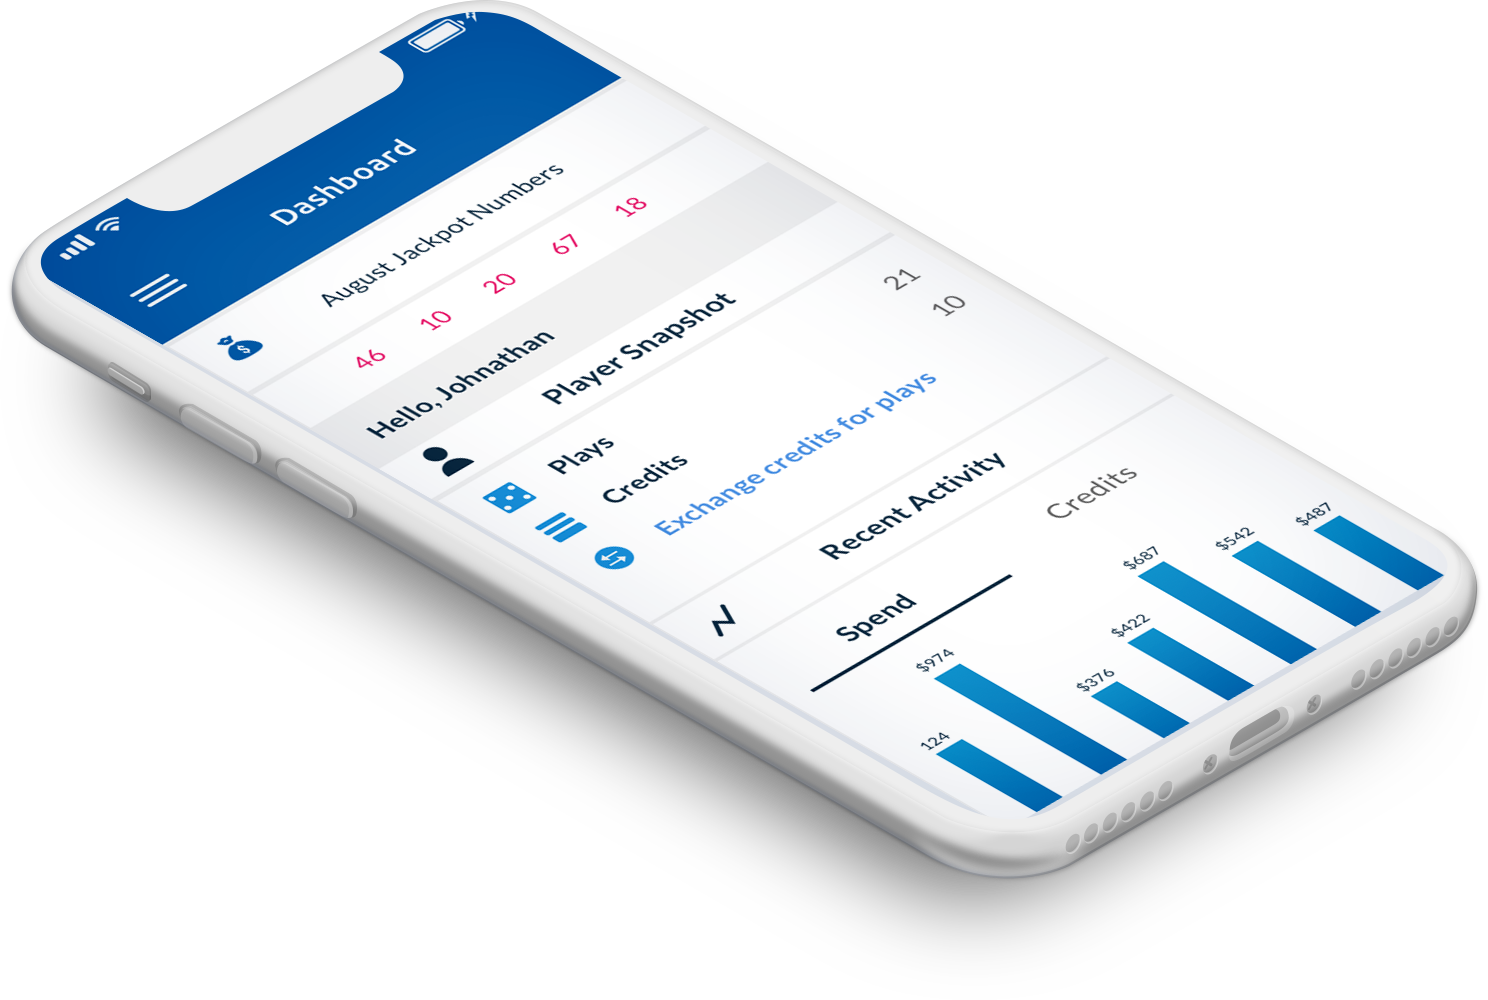 Dashboard
August Jackpot Numbers
46 10 20 67 18
Hello, Johnathan
Player Snapshot
Plays 21
Credits 10
Exchange credits for plays
Recent Activity
Spend Credits
124 $974 $376 $422 $687 $542 $487